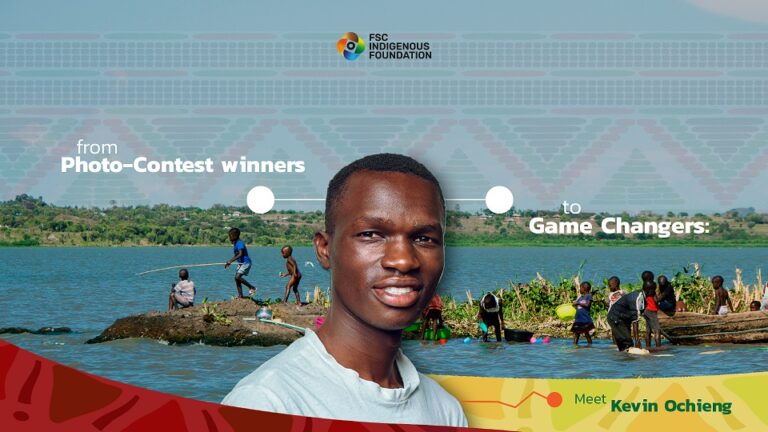 FSC
INDIGENOUS
FOUNDATION
from
Photo-Contest winners
to
Game Changers:
Meet Kevin Ochieng